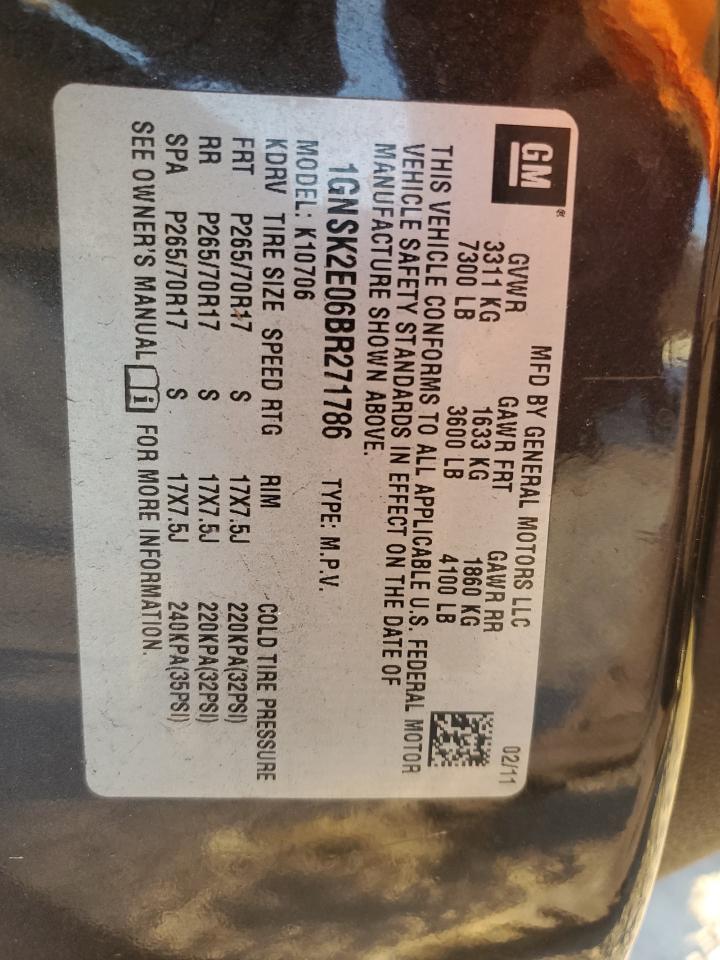 GM®
MFD BY GENERAL MOTORS LLC 02/11
GVWR GAWR FRT GAWR RR
3311 KG 1633 KG 1860 KG
7300 LB 3600 LB 4100 LB
THIS VEHICLE CONFORMS TO ALL APPLICABLE U.S. FEDERAL MOTOR
VEHICLE SAFETY STANDARDS IN EFFECT ON THE DATE OF
MANUFACTURE SHOWN ABOVE.
1GNSK2E06BR271786 TYPE: M.P.V.
MODEL: K10706
KDRV TIRE SIZE SPEED RTG RIM COLD TIRE PRESSURE
FRT P265/70R17 S 17X7.5J 220KPA(32PSI)
RR P265/70R17 S 17X7.5J 220KPA(32PSI)
SPA P265/70R17 S 17X7.5J 240KPA(35PSI)
SEE OWNER'S MANUAL i FOR MORE INFORMATION.